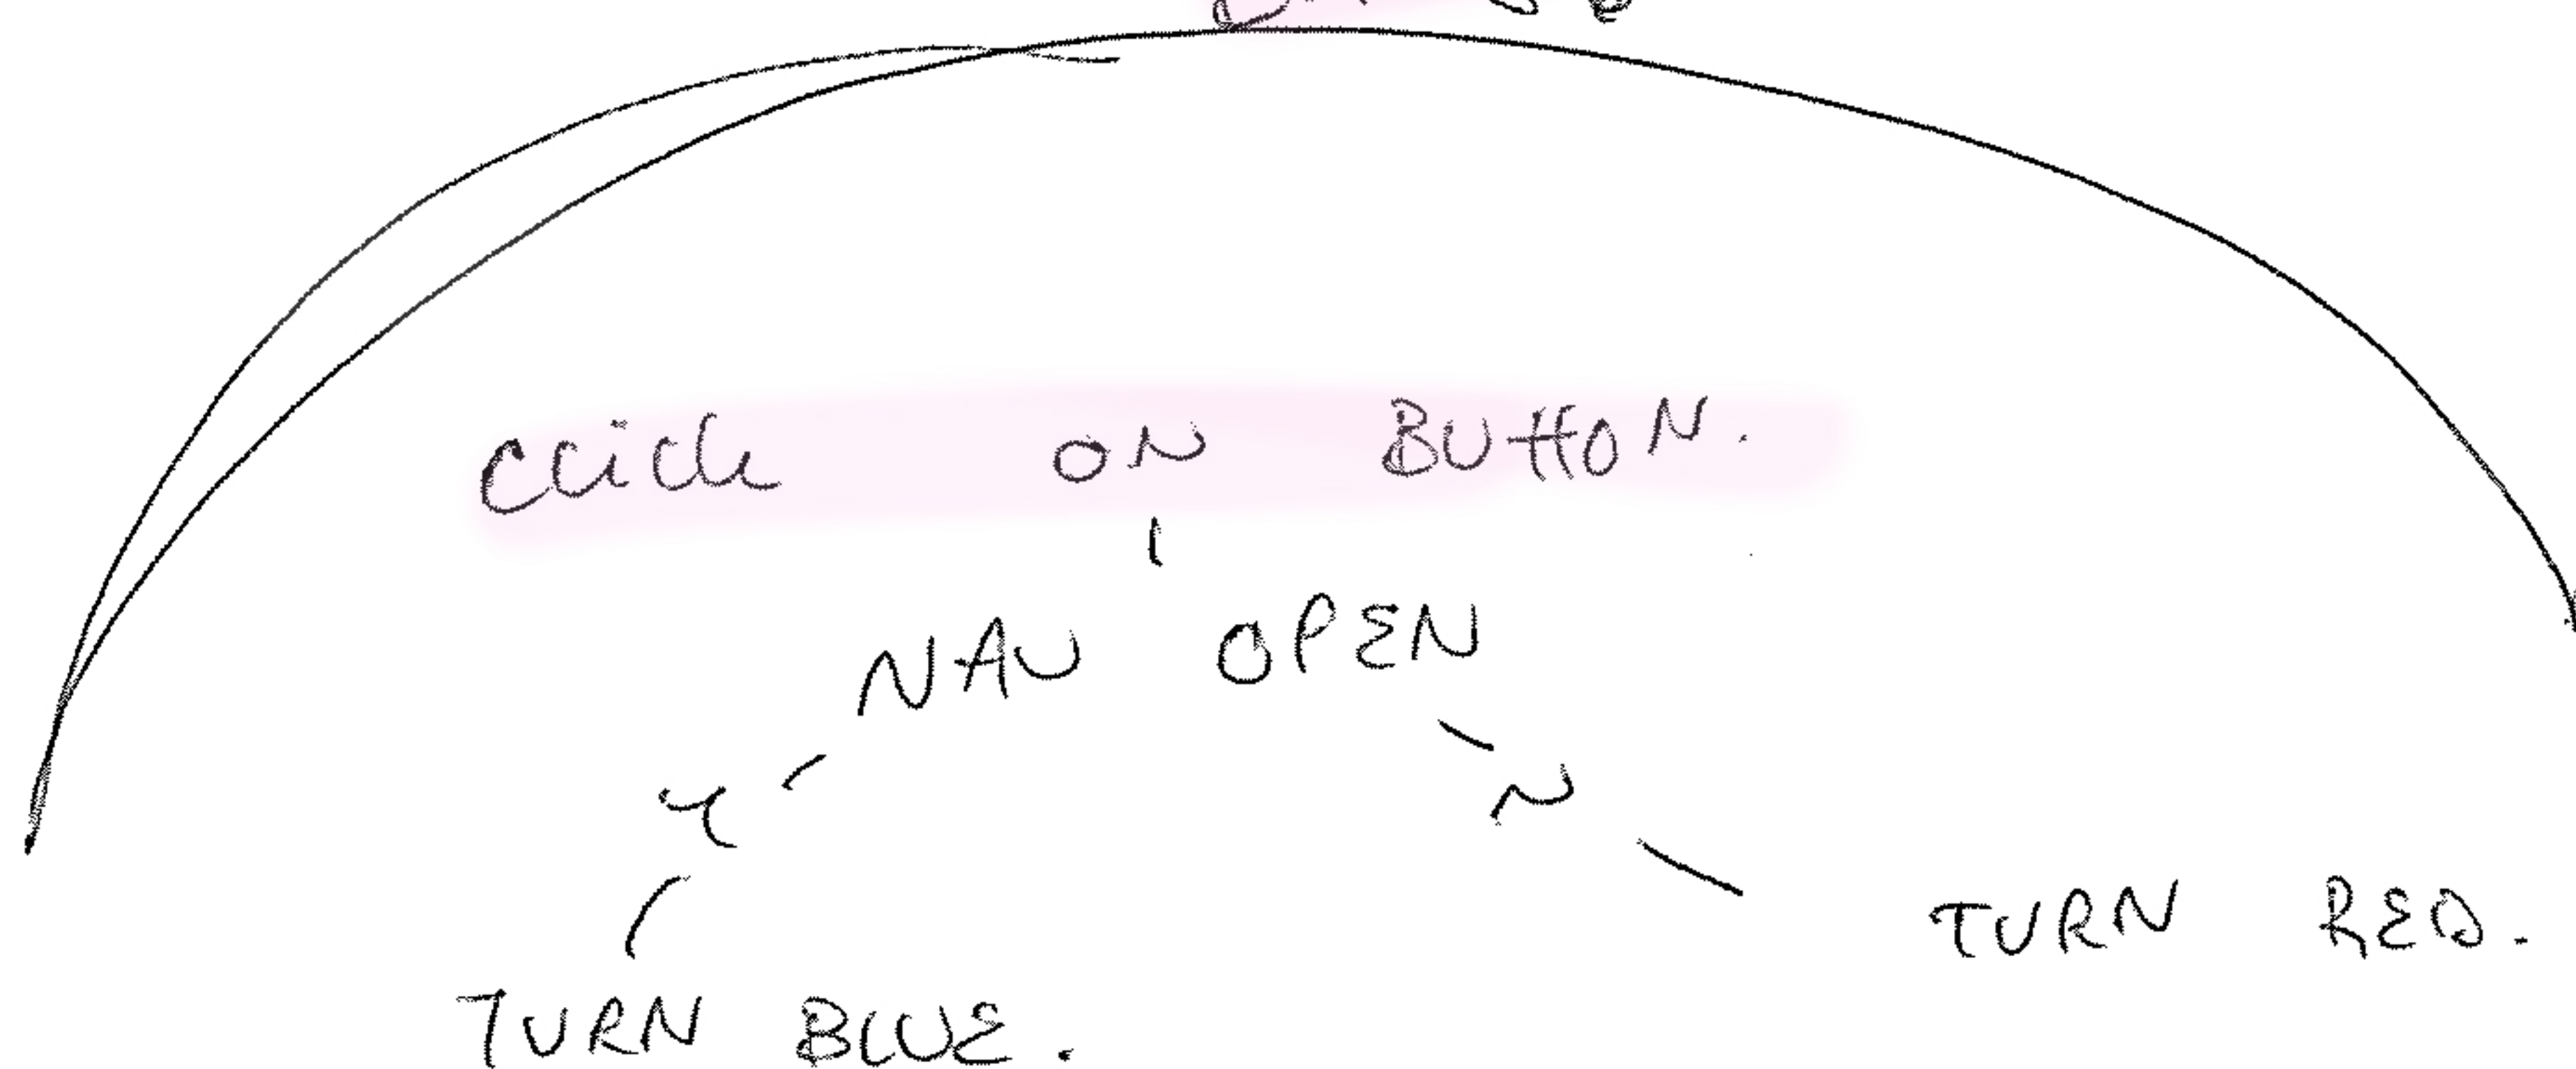 Click ON BUTTON.
NAV OPEN
Y
N
TURN RED.
TURN BLUE.